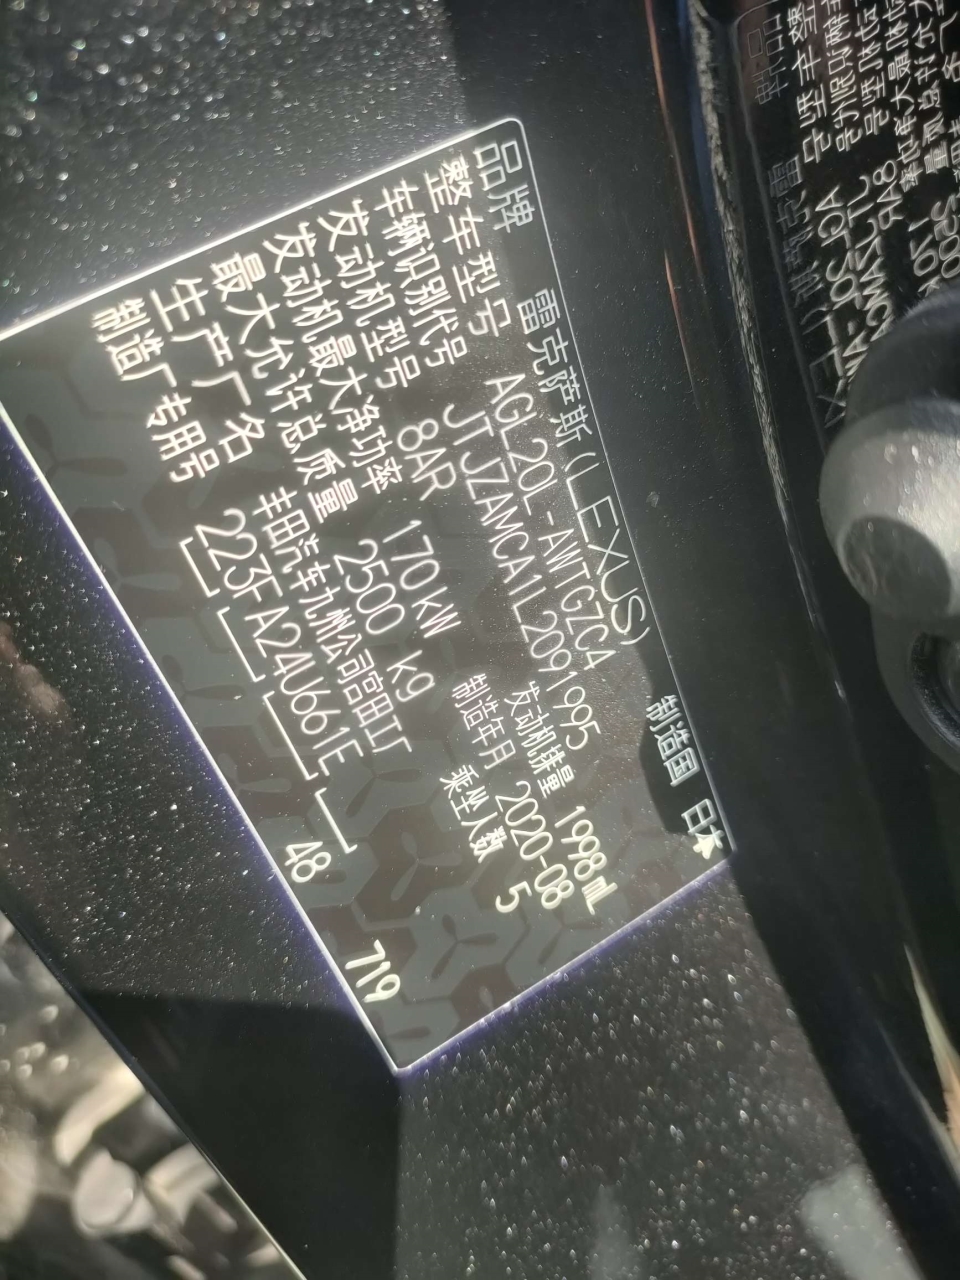 品牌 雷克萨斯(LEXUS) 制造国 日本
整车型号 AGL20L-AWTGZCA
车辆识别代号 JTJZAMCA1L2091995
发动机型号 8AR 发动机排量 1998mL
发动机最大净功率 170kW 制造年月 2020-08
最大允许总质量 2500 kg 乘坐人数 5
生产厂名 丰田汽车九州公司宫田工厂
制造厂专用号 223FA24U661E 48 719